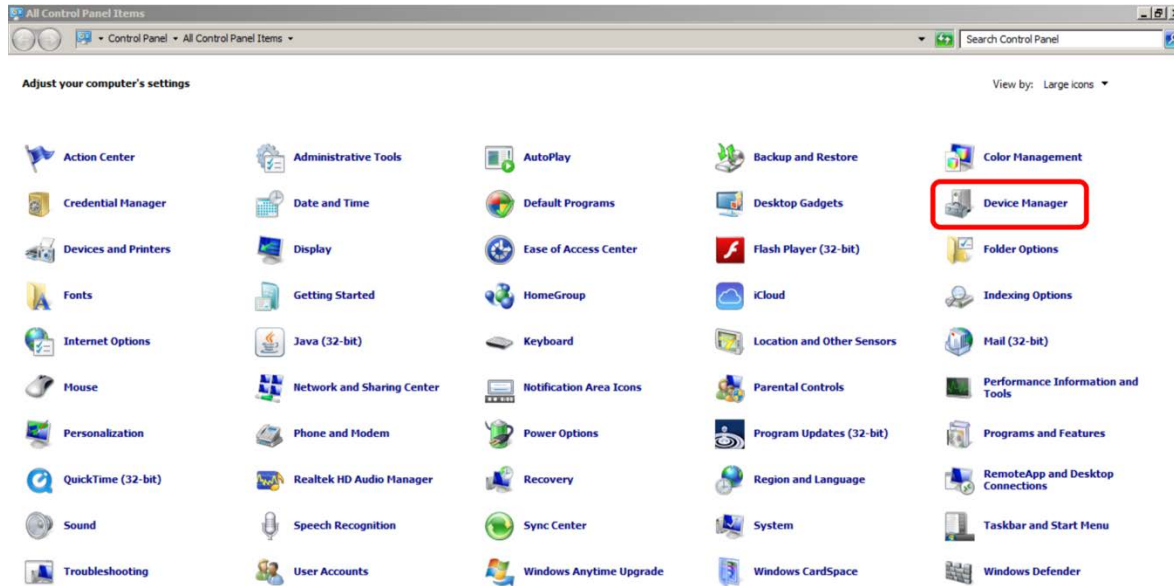 All Control Panel Items
Control Panel All Control Panel Items Search Control Panel
Adjust your computer's settings View by: Large icons
Action Center Administrative Tools AutoPlay Backup and Restore Color Management
Credential Manager Date and Time Default Programs Desktop Gadgets Device Manager
Devices and Printers Display Ease of Access Center Flash Player (32-bit) Folder Options
Fonts Getting Started HomeGroup iCloud Indexing Options
Internet Options Java (32-bit) Keyboard Location and Other Sensors Mail (32-bit)
Mouse Network and Sharing Center Notification Area Icons Parental Controls Performance Information and
Tools
Personalization Phone and Modem Power Options Program Updates (32-bit) Programs and Features
QuickTime (32-bit) Realtek HD Audio Manager Recovery Region and Language RemoteApp and Desktop
Connections
Sound Speech Recognition Sync Center System Taskbar and Start Menu
Troubleshooting User Accounts Windows Anytime Upgrade Windows CardSpace Windows Defender